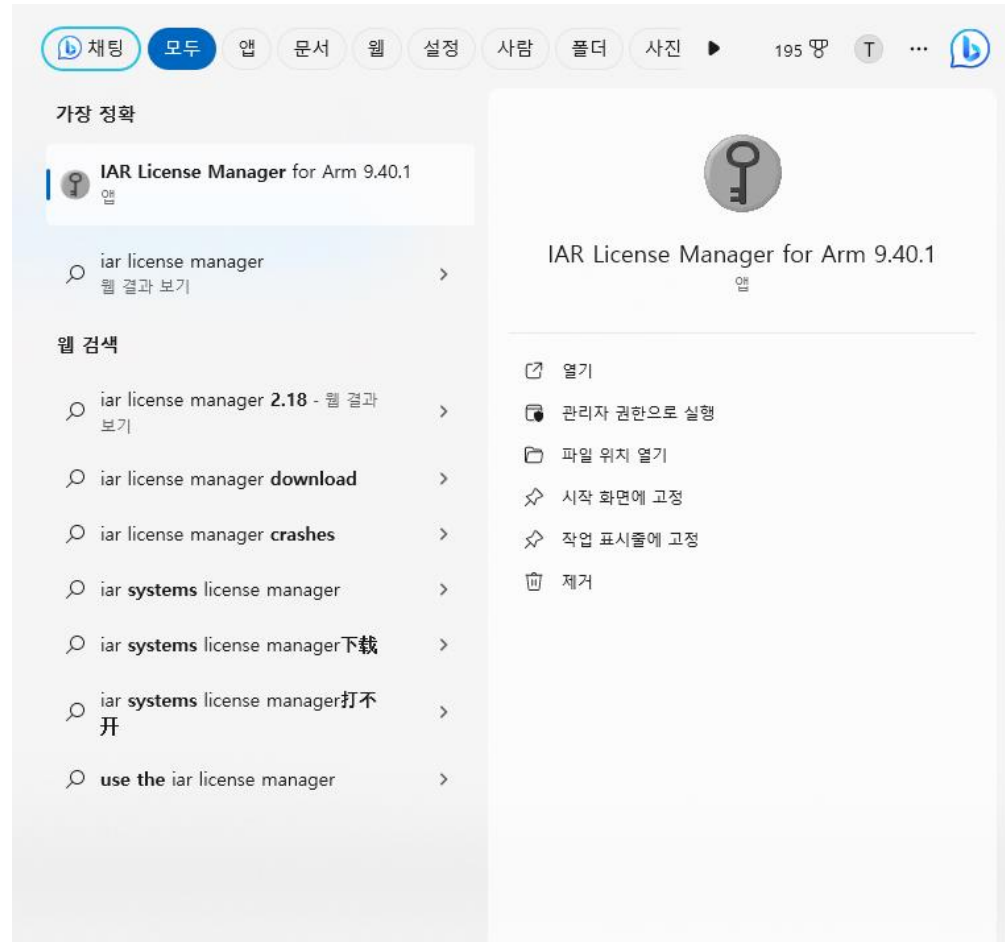 채팅
모두
앱
문서
웹
설정
사람
폴더
사진
195
T
가장 정확
IAR License Manager for Arm 9.40.1
앱
iar license manager
웹 결과 보기
웹 검색
iar license manager 2.18 - 웹 결과
보기
iar license manager download
iar license manager crashes
iar systems license manager
iar systems license manager下载
iar systems license manager打不
开
use the iar license manager
IAR License Manager for Arm 9.40.1
앱
열기
관리자 권한으로 실행
파일 위치 열기
시작 화면에 고정
작업 표시줄에 고정
제거